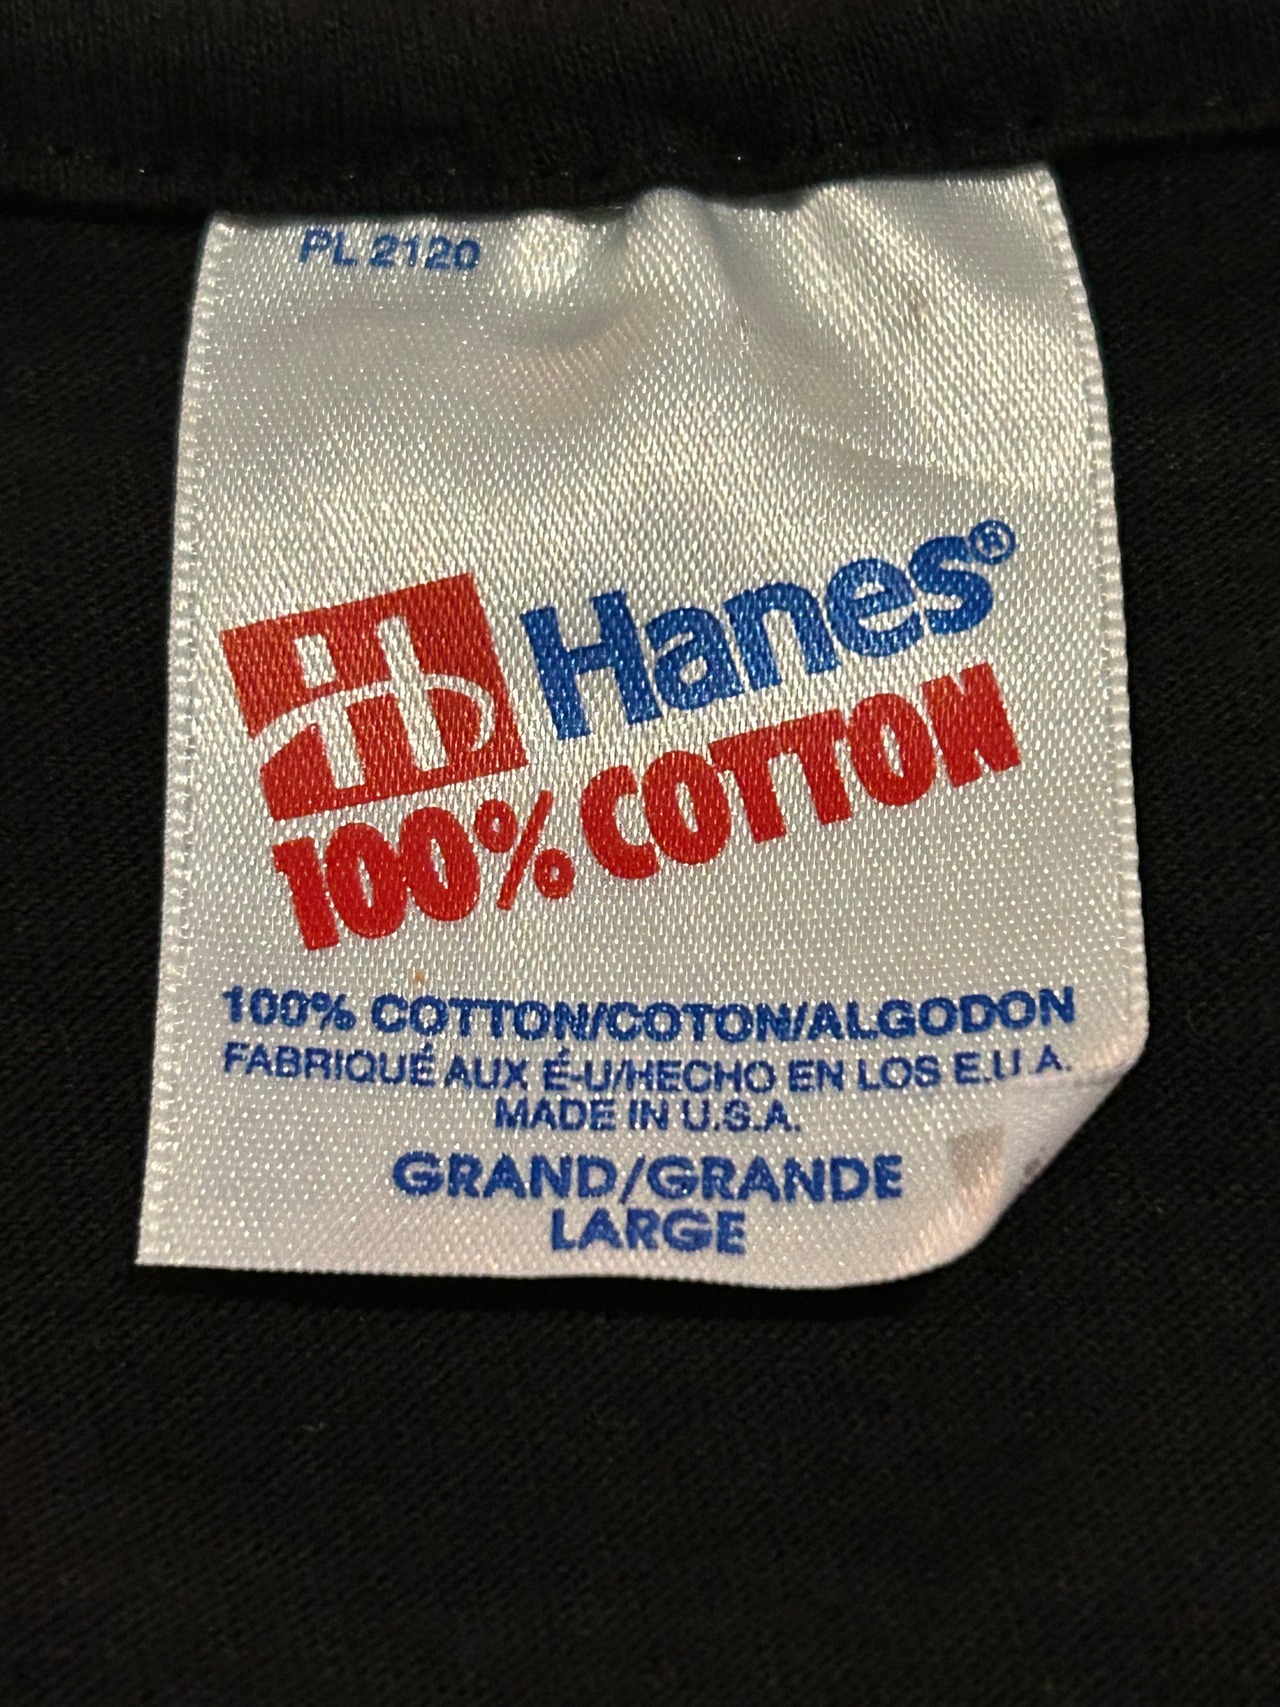 PL 2120
Hanes®
100% COTTON
100% COTTON/COTON/ALGODON
FABRIQUÉ AUX É-U/HECHO EN LOS E.U.A.
MADE IN U.S.A.
GRAND/GRANDE
LARGE